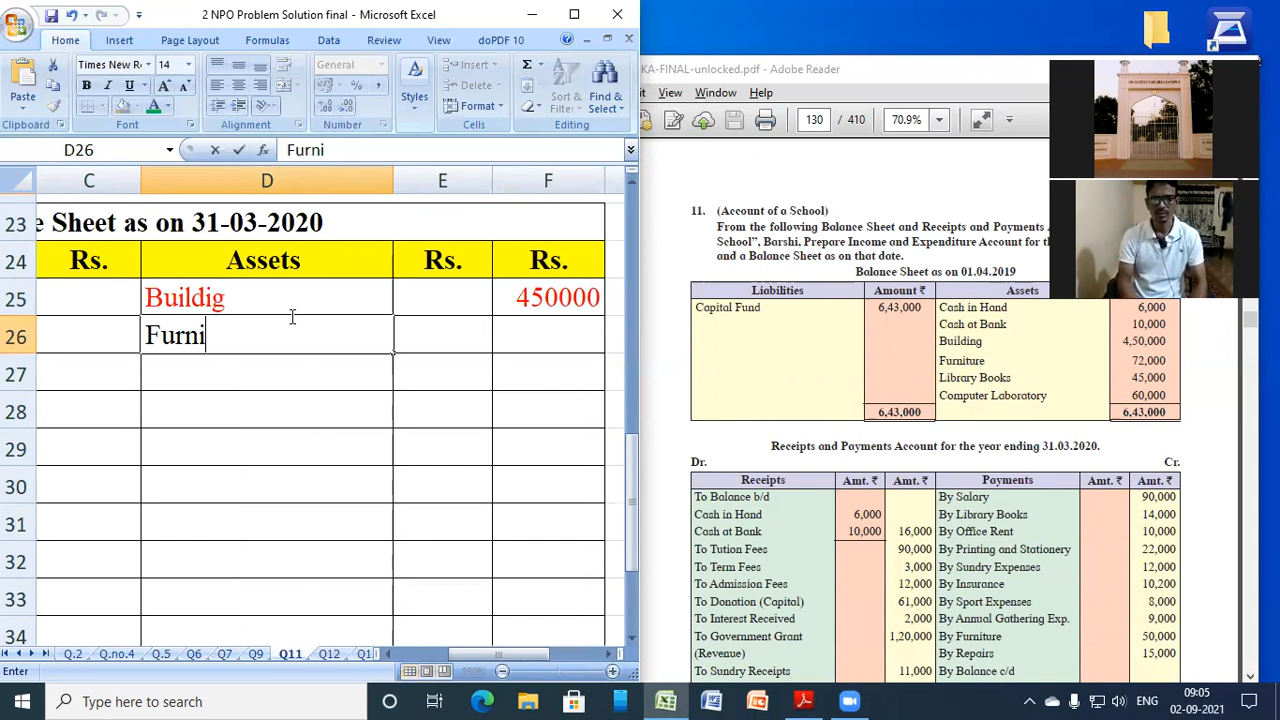 2 NPO Problem Solution final - Microsoft Excel
Home Insert Page Layout Formulas Data Review View doPDF 10
Times New R 14 General Insert Σ
Paste B I U Styles Delete Sort & Find &
% , Format Filter Select
Clipboard Font Alignment Number Cells Editing
D26 fx Furni
C D E F
23 e Sheet as on 31-03-2020
24 Rs. Assets Rs. Rs.
25 Buildig 450000
26 Furni
27
28
29
30
31
32
33
34
Q.2 Q.no.4 Q.5 Q6 Q7 Q9 Q11 Q12 Q1
Enter
KA-FINAL-unlocked.pdf - Adobe Reader
View Window Help
130 / 410 70.9%
11. (Account of a School)
From the following Balance Sheet and Receipts and Payments A
School", Barshi, Prepare Income and Expenditure Account for th
and a Balance Sheet as on that date.
Balance Sheet as on 01.04.2019
Liabilities Amount ₹ Assets
Capital Fund 6,43,000 Cash in Hand 6,000
Cash at Bank 10,000
Building 4,50,000
Furniture 72,000
Library Books 45,000
Computer Laboratory 60,000
6,43,000 6,43,000
Receipts and Payments Account for the year ending 31.03.2020.
Dr. Cr.
Receipts Amt. ₹ Amt. ₹ Payments Amt. ₹ Amt. ₹
To Balance b/d By Salary 90,000
Cash in Hand 6,000 By Library Books 14,000
Cash at Bank 10,000 16,000 By Office Rent 10,000
To Tution Fees 90,000 By Printing and Stationery 22,000
To Term Fees 3,000 By Sundry Expenses 12,000
To Admission Fees 12,000 By Insurance 10,200
To Donation (Capital) 61,000 By Sport Expenses 8,000
To Interest Received 2,000 By Annual Gathering Exp. 9,000
To Government Grant 1,20,000 By Furniture 50,000
(Revenue) By Repairs 15,000
To Sundry Receipts 11,000 By Balance c/d
Type here to search
ENG
09:05
02-09-2021